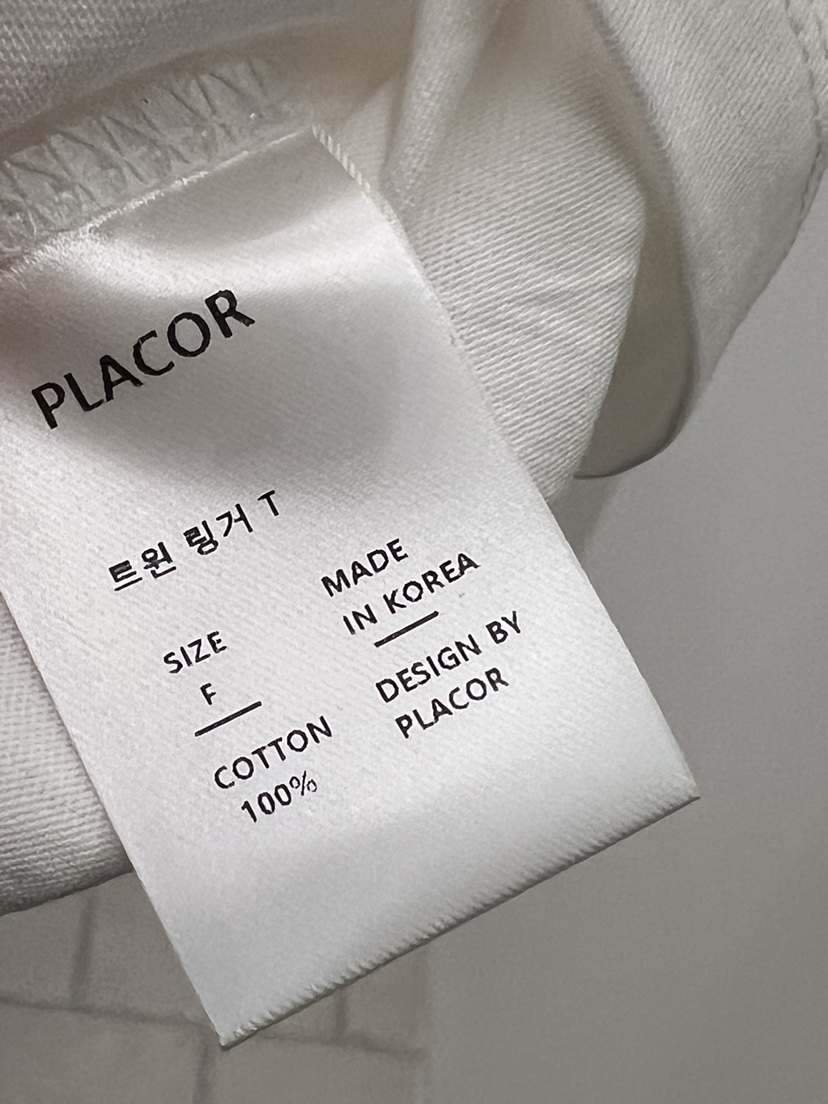 PLACOR
트윈 링거 T
SIZE
F
COTTON
100%
MADE
IN KOREA
DESIGN BY
PLACOR